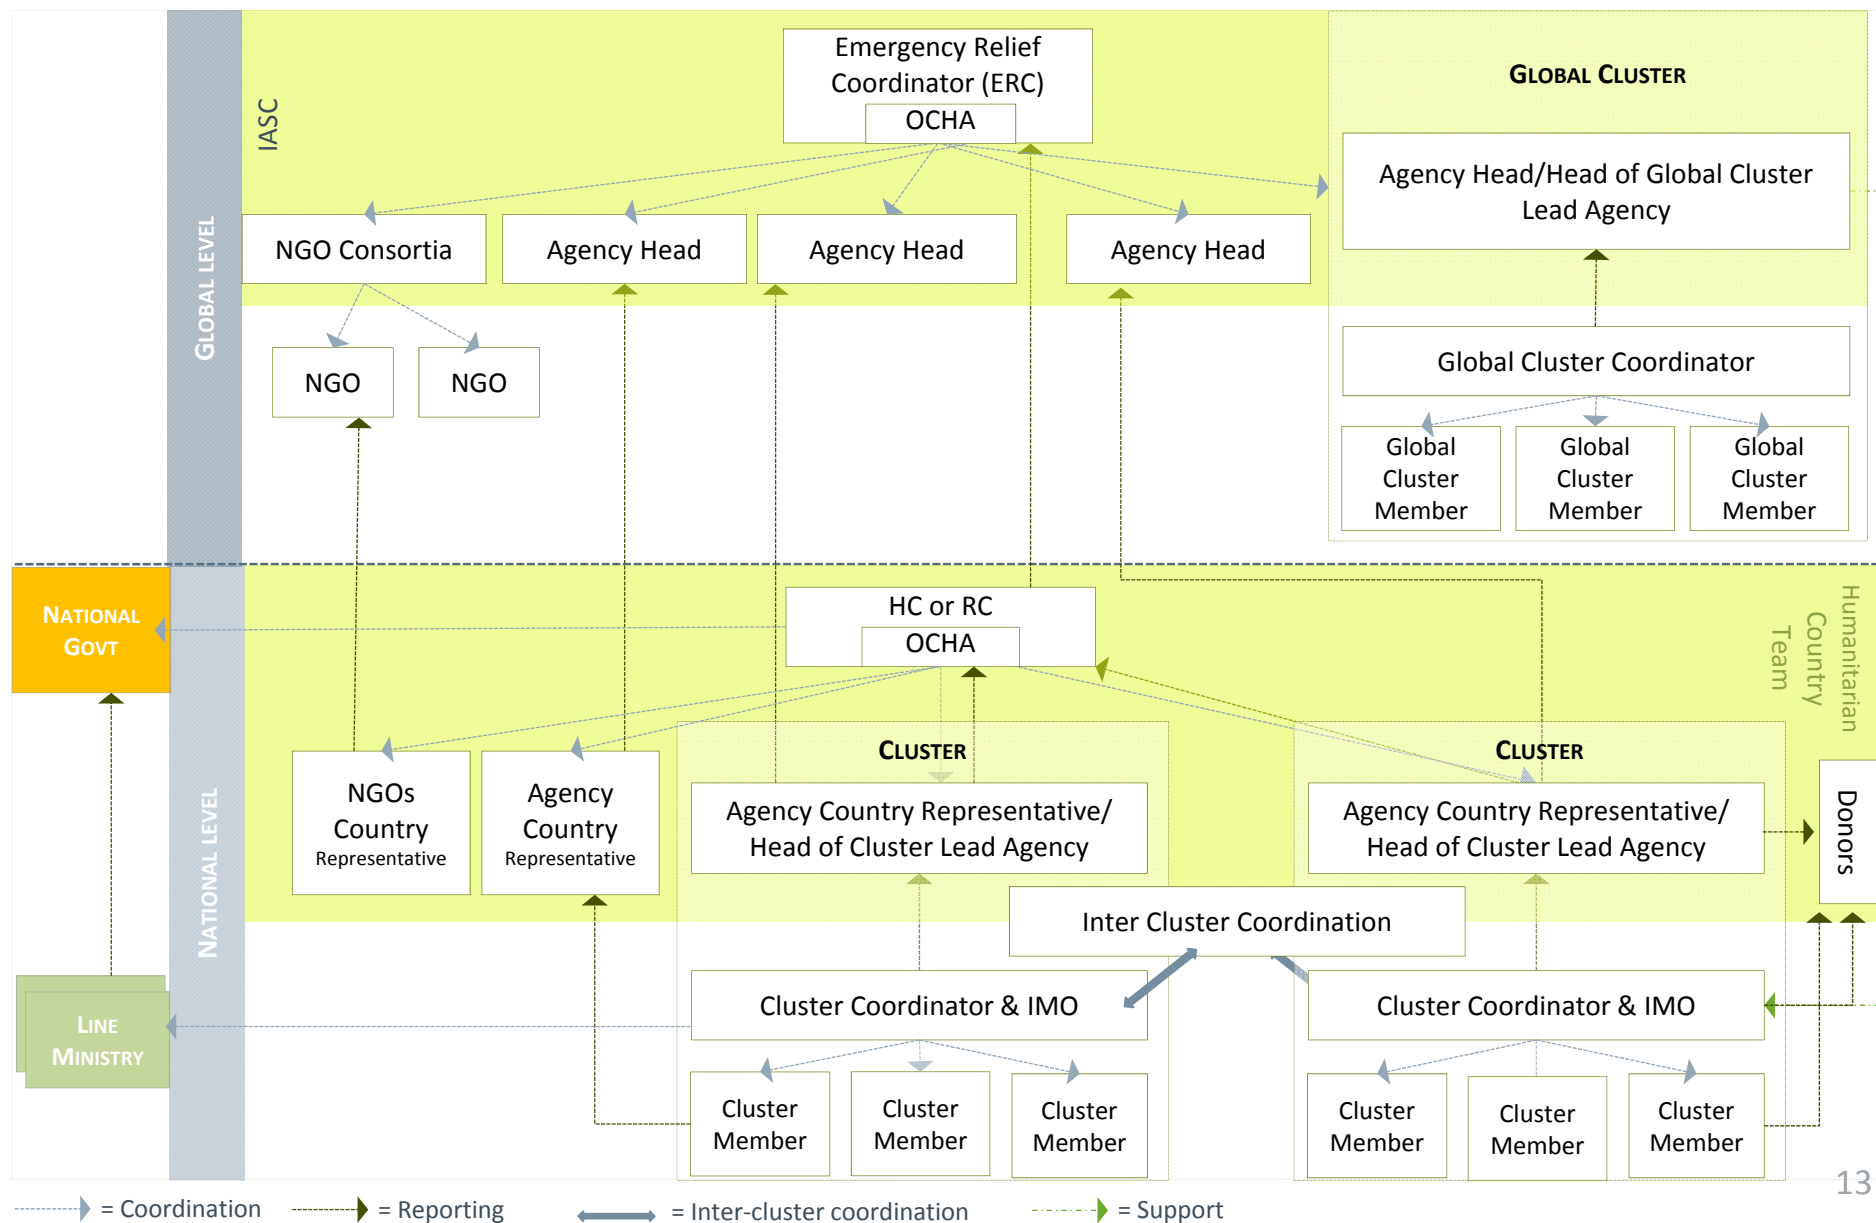 Emergency Relief
Coordinator (ERC)
OCHA
GLOBAL CLUSTER
IASC
Agency Head/Head of Global Cluster
Lead Agency
NGO Consortia
Agency Head
Agency Head
Agency Head
GLOBAL LEVEL
NGO
NGO
Global Cluster Coordinator
Global
Cluster
Member
Global
Cluster
Member
Global
Cluster
Member
NATIONAL
GOVT
HC or RC
OCHA
Humanitarian
Country
Team
NATIONAL LEVEL
CLUSTER
CLUSTER
NGOs
Country
Representative
Agency
Country
Representative
Agency Country Representative/
Head of Cluster Lead Agency
Agency Country Representative/
Head of Cluster Lead Agency
Donors
Inter Cluster Coordination
LINE
MINISTRY
Cluster Coordinator & IMO
Cluster Coordinator & IMO
Cluster
Member
Cluster
Member
Cluster
Member
Cluster
Member
Cluster
Member
Cluster
Member
13
= Coordination
= Reporting
= Inter-cluster coordination
= Support